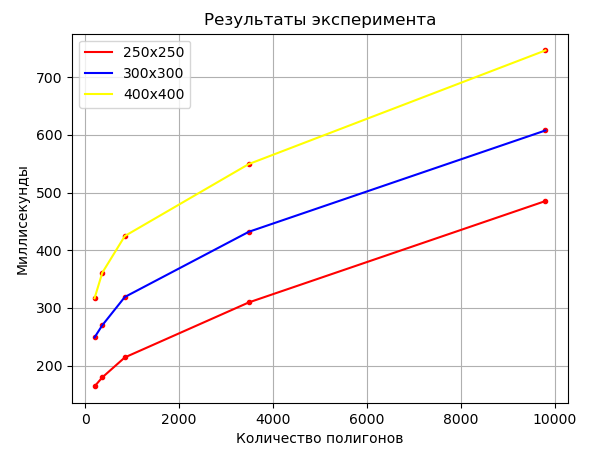 Результаты эксперимента
250x250
300x300
400x400
700
600
500
400
300
200
Миллисекунды
0 2000 4000 6000 8000 10000
Количество полигонов